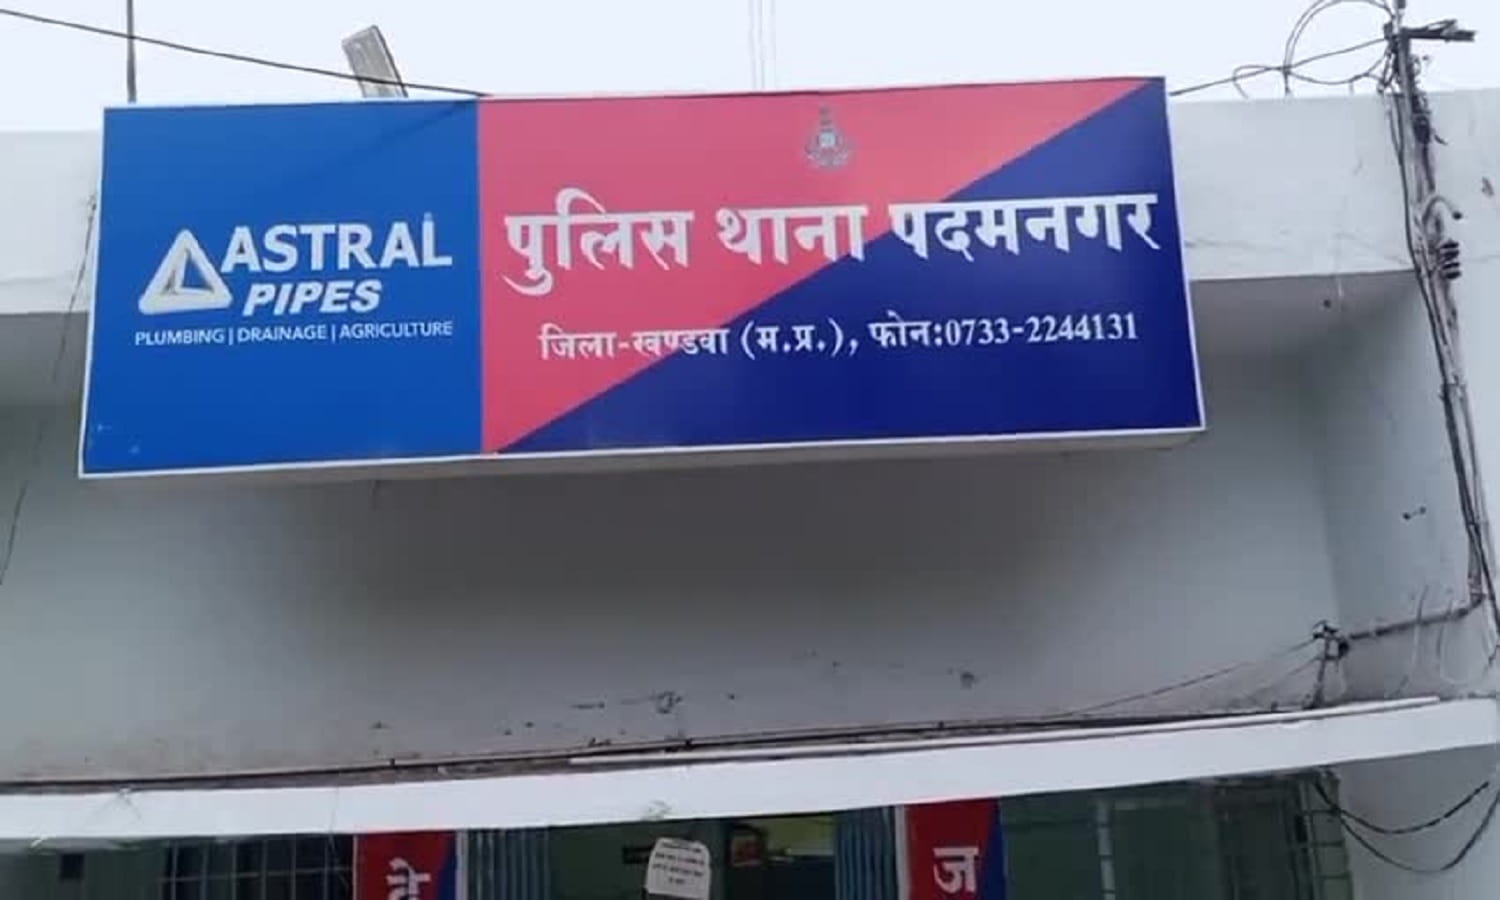 ASTRAL
PIPES
PLUMBING | DRAINAGE | AGRICULTURE
पुलिस थाना पदमनगर
जिला-खण्डवा (म.प्र.), फोन:0733-2244131
ज